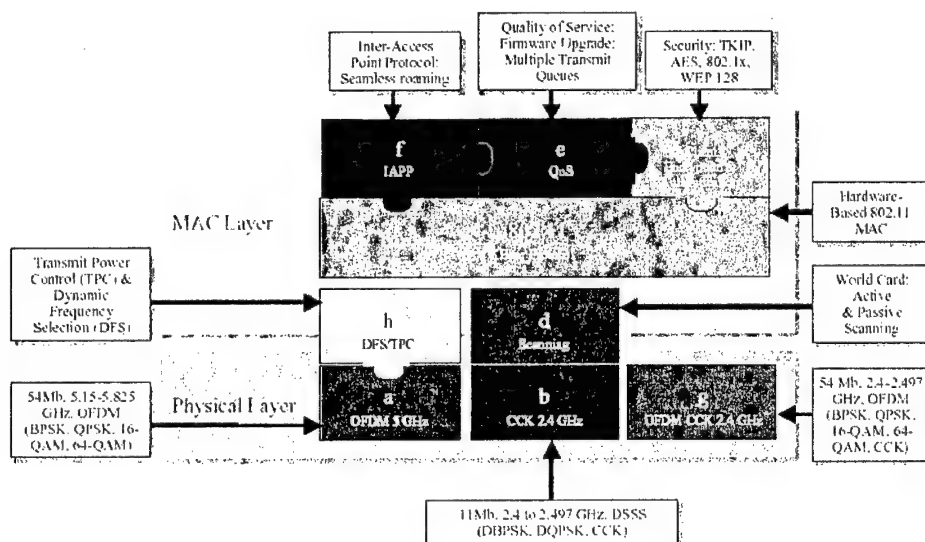 Inter-Access
Point Protocol:
Seamless roaming
Quality of Service:
Firmware Upgrade:
Multiple Transmit
Queues
Security: TKIP,
AES, 802.1x,
WEP 128
f
IAPP
e
QoS
MAC Layer
Hardware-
Based 802.11
MAC
Transmit Power
Control (TPC) &
Dynamic
Frequency
Selection (DFS)
h
DFS/TPC
d
Scanning
World Card:
Active
& Passive
Scanning
54Mb, 5.15-5.825
GHz, OFDM
(BPSK, QPSK, 16-
QAM, 64-QAM)
Physical Layer
a
OFDM 5 GHz
b
CCK 2.4 GHz
g
OFDM CCK 2.4 GHz
54 Mb, 2.4-2.497
GHz, OFDM
(BPSK, QPSK,
16-QAM, 64-
QAM, CCK)
11Mb, 2.4 to 2.497 GHz, DSSS
(DBPSK, DQPSK, CCK)